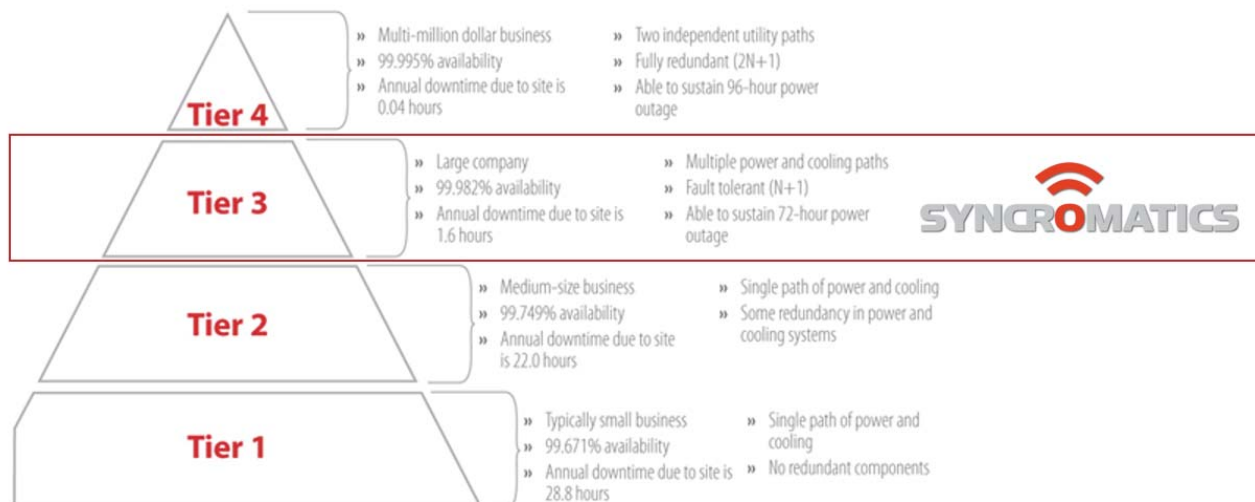 » Multi-million dollar business
» 99.995% availability
» Annual downtime due to site is
0.04 hours
» Two independent utility paths
» Fully redundant (2N+1)
» Able to sustain 96-hour power
outage
Tier 4
» Large company
» 99.982% availability
» Annual downtime due to site is
1.6 hours
» Multiple power and cooling paths
» Fault tolerant (N+1)
» Able to sustain 72-hour power
outage
Tier 3
SYNCROMATICS
» Medium-size business
» 99.749% availability
» Annual downtime due to site
is 22.0 hours
» Single path of power and cooling
» Some redundancy in power and
cooling systems
Tier 2
» Typically small business
» 99.671% availability
» Annual downtime due to site is
28.8 hours
» Single path of power and
cooling
» No redundant components
Tier 1